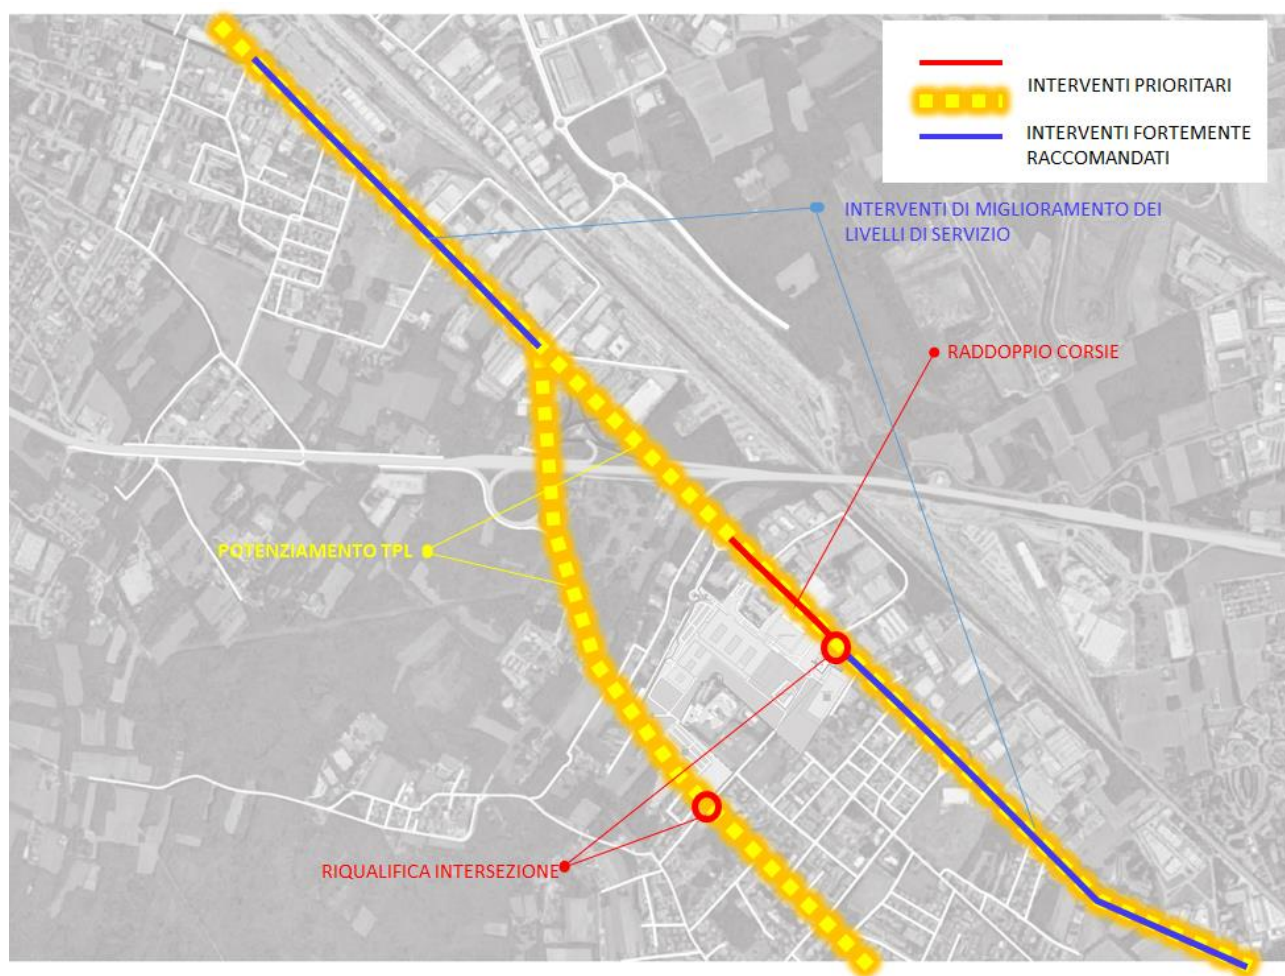 INTERVENTI PRIORITARI
INTERVENTI FORTEMENTE
RACCOMANDATI
INTERVENTI DI MIGLIORAMENTO DEI
LIVELLI DI SERVIZIO
RADDOPPIO CORSIE
POTENZIAMENTO TPL
RIQUALIFICA INTERSEZIONE